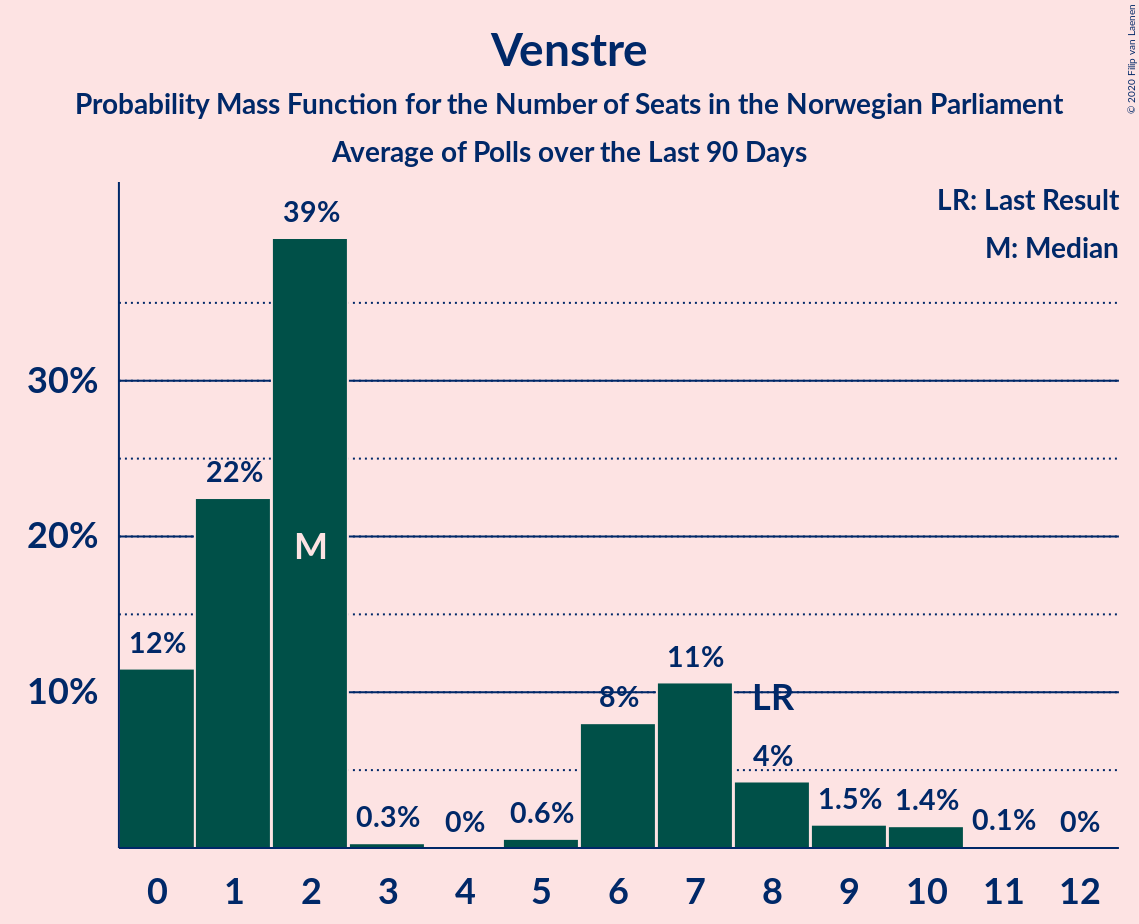 Venstre
Probability Mass Function for the Number of Seats in the Norwegian Parliament
Average of Polls over the Last 90 Days
© 2020 Filip van Laenen
LR: Last Result
M: Median
39%
30%
22%
20%
M
12%
11%
10%
8%
LR
4%
0.3%
0%
0.6%
1.5%
1.4%
0.1%
0%
0 1 2 3 4 5 6 7 8 9 10 11 12